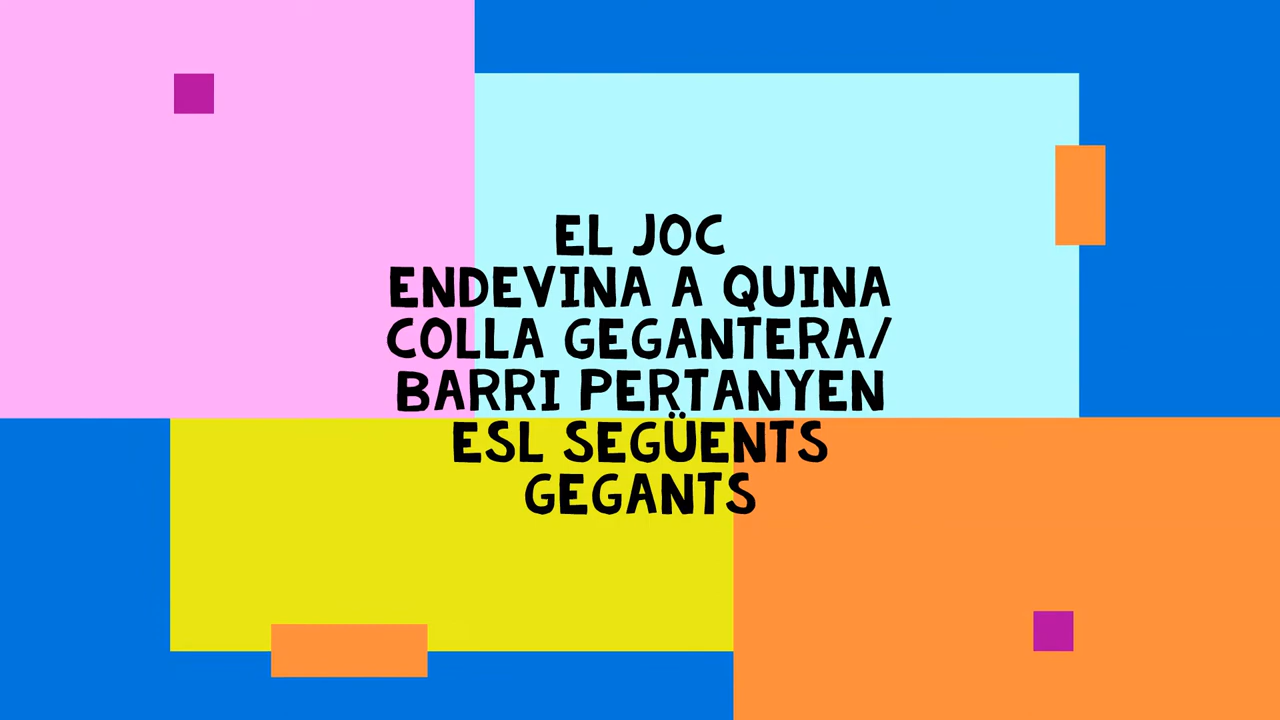 EL JOC
ENDEVINA A QUINA
COLLA GEGANTERA/
BARRI PERTANYEN
ESL SEGÜENTS
GEGANTS